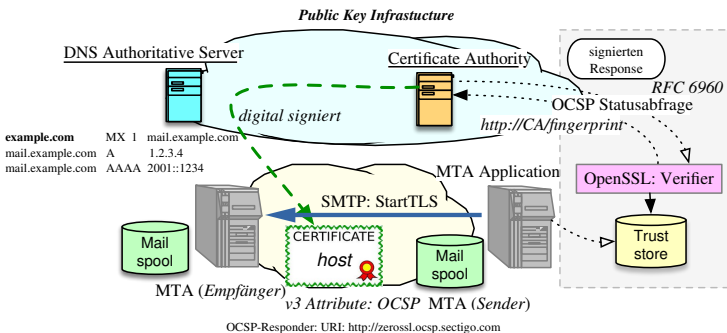 Public Key Infrastucture
DNS Authoritative Server
Certificate Authority
signierten
Response
RFC 6960
OCSP Statusabfrage
digital signiert
http://CA/fingerprint
example.com MX 1 mail.example.com
mail.example.com A 1.2.3.4
mail.example.com AAAA 2001::1234
MTA Application
OpenSSL: Verifier
SMTP: StartTLS
CERTIFICATE
host
Mail
spool
Mail
spool
Trust
store
MTA (Empfänger)
v3 Attribute: OCSP
MTA (Sender)
OCSP-Responder: URI: http://zerossl.ocsp.sectigo.com